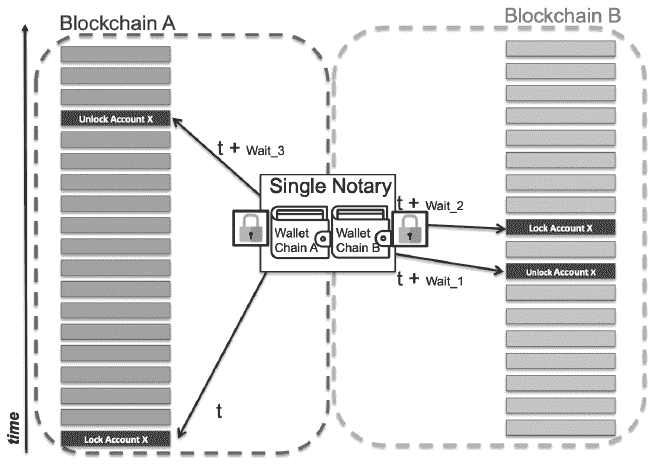 Blockchain A
Blockchain B
Unlock Account X
t + Wait_3
Single Notary
t + Wait_2
Wallet
Chain A
Wallet
Chain B
Lock Account X
Unlock Account X
t + Wait_1
t
Lock Account X
time